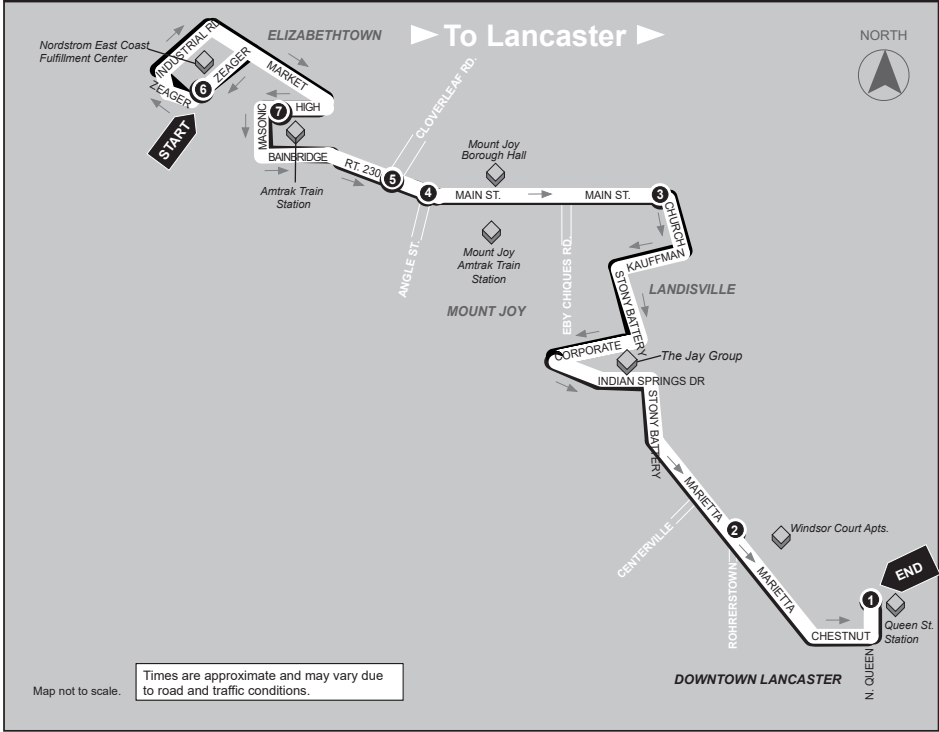 To Lancaster
NORTH
ELIZABETHTOWN
Nordstrom East Coast
Fulfillment Center
INDUSTRIAL RD
ZEAGER
ZEAGER
6
START
MARKET
HIGH
7
MASONIC
BAINBRIDGE
Amtrak Train
Station
RT. 230
CLOVERLEAF RD.
5
4
ANGLE ST.
Mount Joy
Borough Hall
MAIN ST.
MAIN ST.
3
Mount Joy
Amtrak Train
Station
MOUNT JOY
EBY CHIQUES RD.
CHURCH
KAUFFMAN
LANDISVILLE
STONY BATTERY
CORPORATE
The Jay Group
INDIAN SPRINGS DR
STONY BATTERY
MARIETTA
CENTERVILLE
2
Windsor Court Apts.
ROHRERSTOWN
MARIETTA
END
1
Queen St.
Station
CHESTNUT
N. QUEEN
DOWNTOWN LANCASTER
Map not to scale.
Times are approximate and may vary due
to road and traffic conditions.